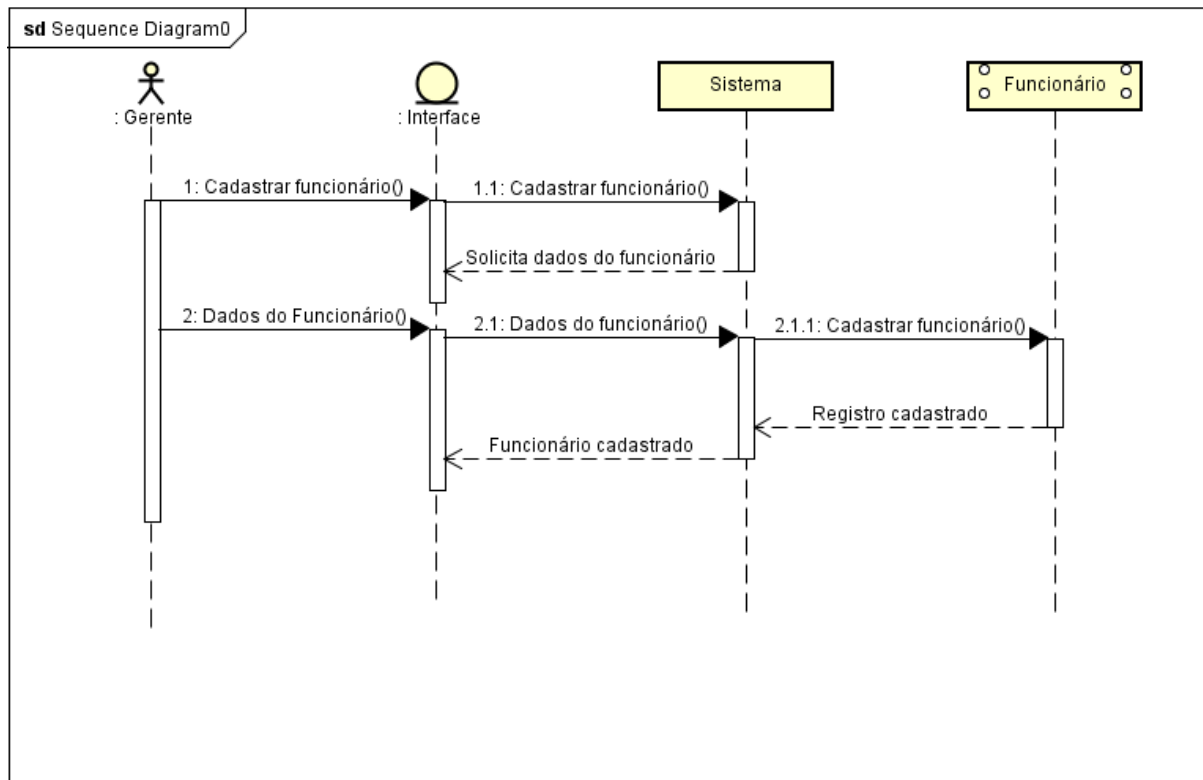 sd Sequence Diagram0
: Gerente
: Interface
Sistema
Funcionário
1: Cadastrar funcionário()
1.1: Cadastrar funcionário()
Solicita dados do funcionário
2: Dados do Funcionário()
2.1: Dados do funcionário()
2.1.1: Cadastrar funcionário()
Registro cadastrado
Funcionário cadastrado